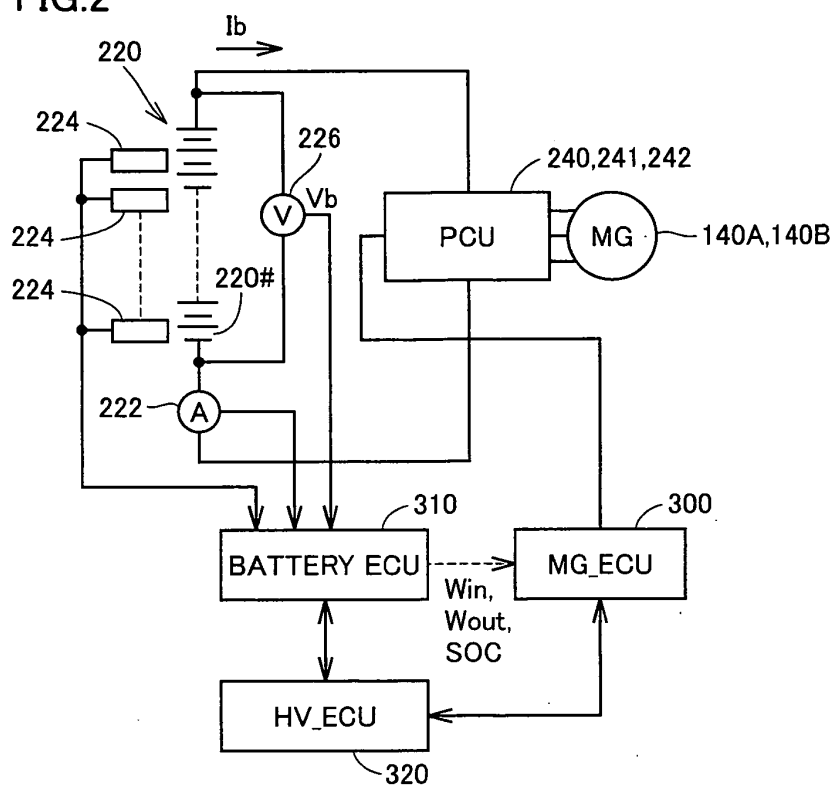 FIG.2
Ib
220
224
226
240,241,242
V
Vb
PCU
MG
140A,140B
224
224
220#
222
A
310
300
BATTERY ECU
MG_ECU
Win,
Wout,
SOC
HV_ECU
320